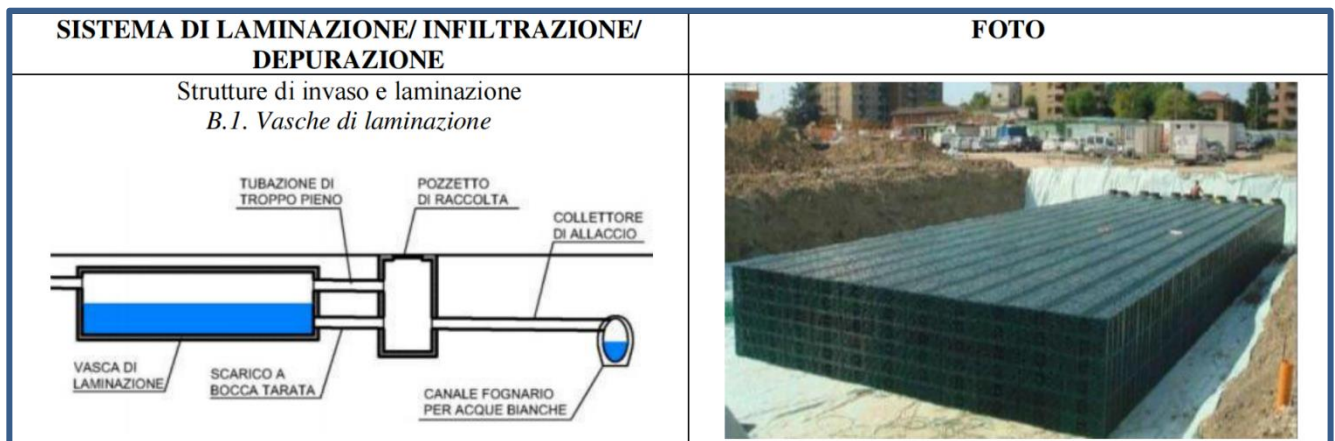 SISTEMA DI LAMINAZIONE/ INFILTRAZIONE/
DEPURAZIONE
FOTO
Strutture di invaso e laminazione
B.1. Vasche di laminazione
TUBAZIONE DI
TROPPO PIENO
POZZETTO
DI RACCOLTA
COLLETTORE
DI ALLACCIO
VASCA DI
LAMINAZIONE
SCARICO A
BOCCA TARATA
CANALE FOGNARIO
PER ACQUE BIANCHE